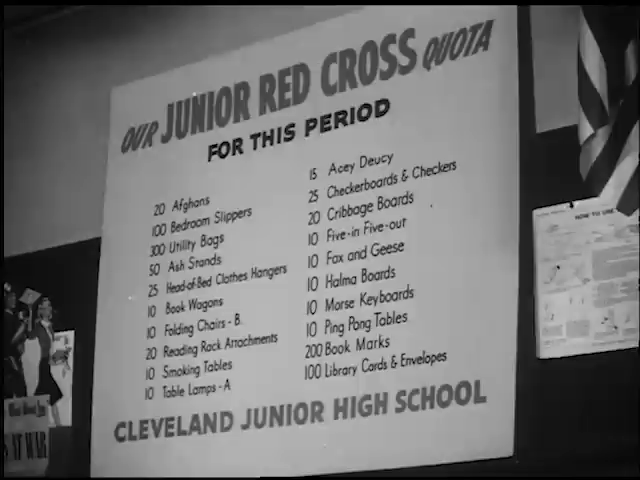 OUR JUNIOR RED CROSS QUOTA
FOR THIS PERIOD
20 Afghans
100 Bedroom Slippers
300 Utility Bags
50 Ash Stands
25 Head-of-Bed Clothes Hangers
10 Book Wagons
10 Folding Chairs - B.
20 Reading Rack Attachments
10 Smoking Tables
10 Table Lamps - A
15 Acey Deucy
25 Checkerboards & Checkers
20 Cribbage Boards
10 Five-in Five-out
10 Fox and Geese
10 Halma Boards
10 Morse Keyboards
10 Ping Pong Tables
200 Book Marks
100 Library Cards & Envelopes
CLEVELAND JUNIOR HIGH SCHOOL
HOW TO USE
AT WAR